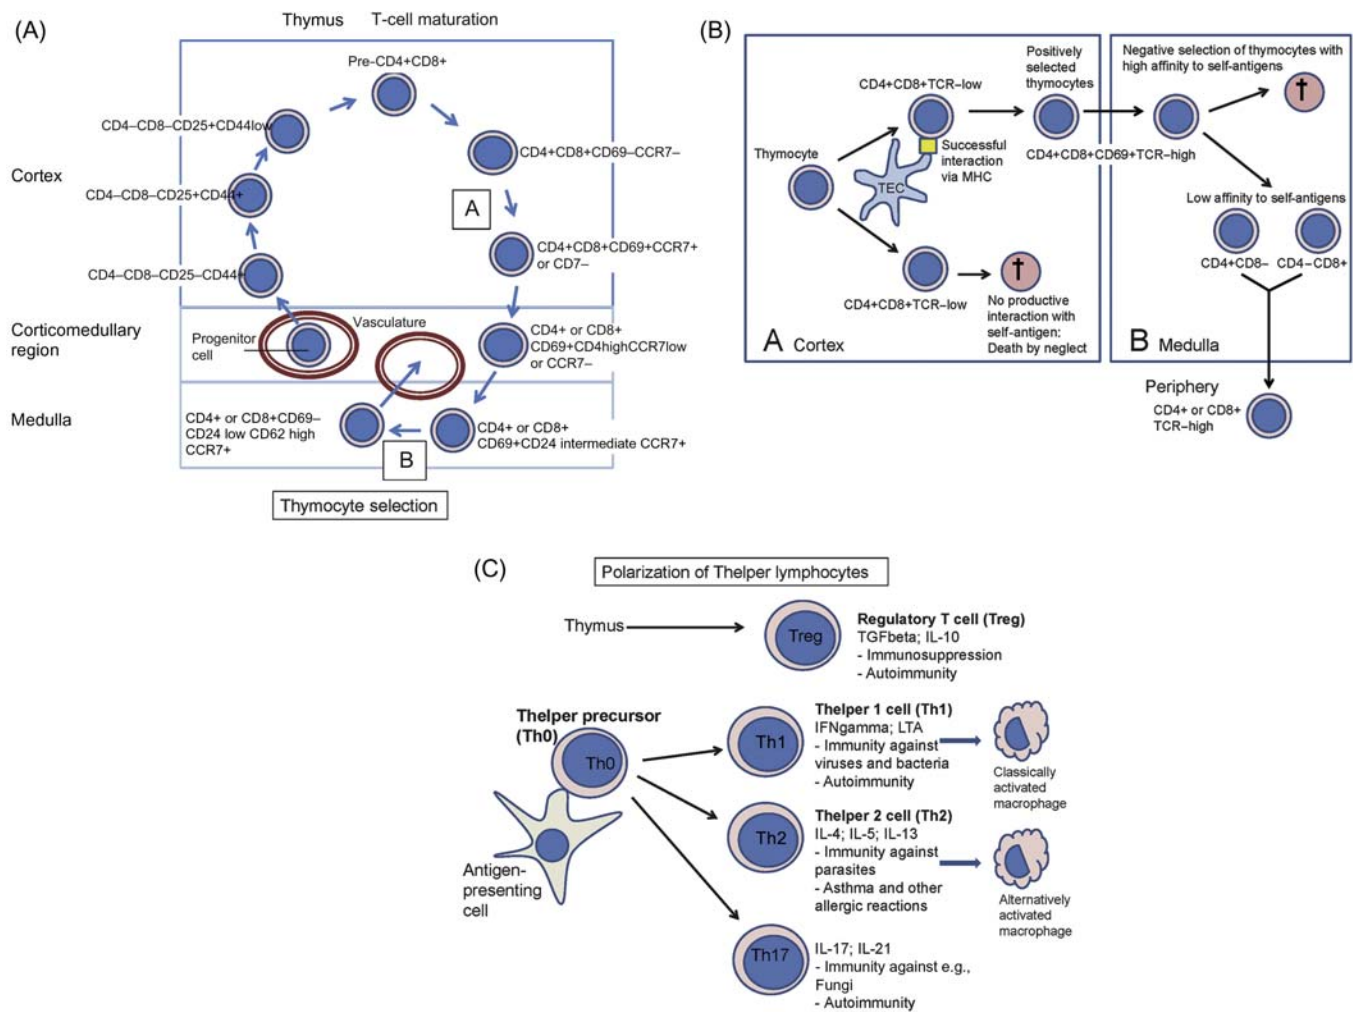 (A)
Thymus T-cell maturation
Pre-CD4+CD8+
CD4–CD8–CD25+CD44low
CD4+CD8+CD69–CCR7–
Cortex
CD4–CD8–CD25+CD44+
A
CD4+CD8+CD69+CCR7+
or CD7–
CD4–CD8–CD25–CD44+
Corticomedullary
region
Vasculature
Progenitor
cell
CD4+ or CD8+
CD69+CD4highCCR7low
or CCR7–
Medulla
CD4+ or CD8+CD69–
CD24 low CD62 high
CCR7+
CD4+ or CD8+
CD69+CD24 intermediate CCR7+
B
Thymocyte selection
(B)
Positively
selected
thymocytes
CD4+CD8+TCR–low
Thymocyte
Successful
interaction
via MHC
TEC
CD4+CD8+CD69+TCR–high
CD4+CD8+TCR–low
†
No productive
interaction with
self-antigen:
Death by neglect
A Cortex
Negative selection of thymocytes with
high affinity to self-antigens
†
Low affinity to self-antigens
CD4+CD8– CD4–CD8+
B Medulla
Periphery
CD4+ or CD8+
TCR–high
(C)
Polarization of Thelper lymphocytes
Thymus
Treg
Regulatory T cell (Treg)
TGFbeta; IL-10
- Immunosuppression
- Autoimmunity
Thelper precursor
(Th0)
Th0
Antigen-
presenting
cell
Th1
Thelper 1 cell (Th1)
IFNgamma; LTA
- Immunity against
viruses and bacteria
- Autoimmunity
Classically
activated
macrophage
Th2
Thelper 2 cell (Th2)
IL-4; IL-5; IL-13
- Immunity against
parasites
- Asthma and other
allergic reactions
Alternatively
activated
macrophage
Th17
IL-17; IL-21
- Immunity against e.g.,
Fungi
- Autoimmunity